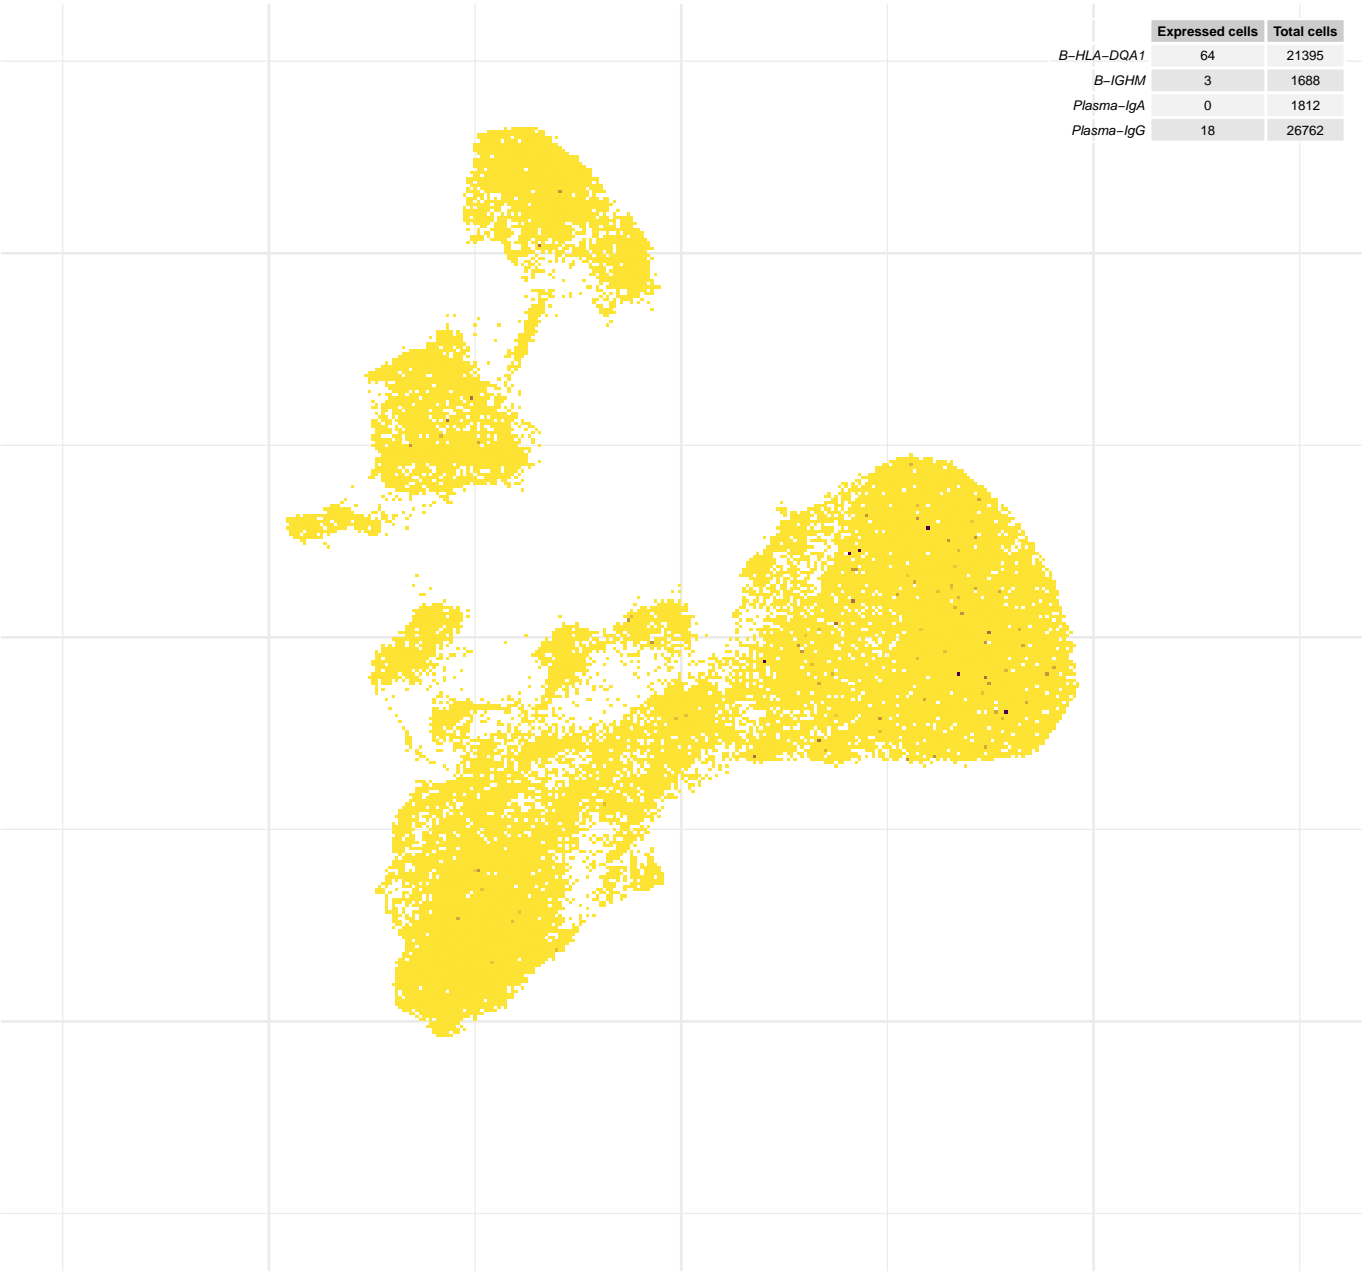 Expressed cells Total cells
B−HLA−DQA1 64 21395
B−IGHM 3 1688
Plasma−IgA 0 1812
Plasma−IgG 18 26762